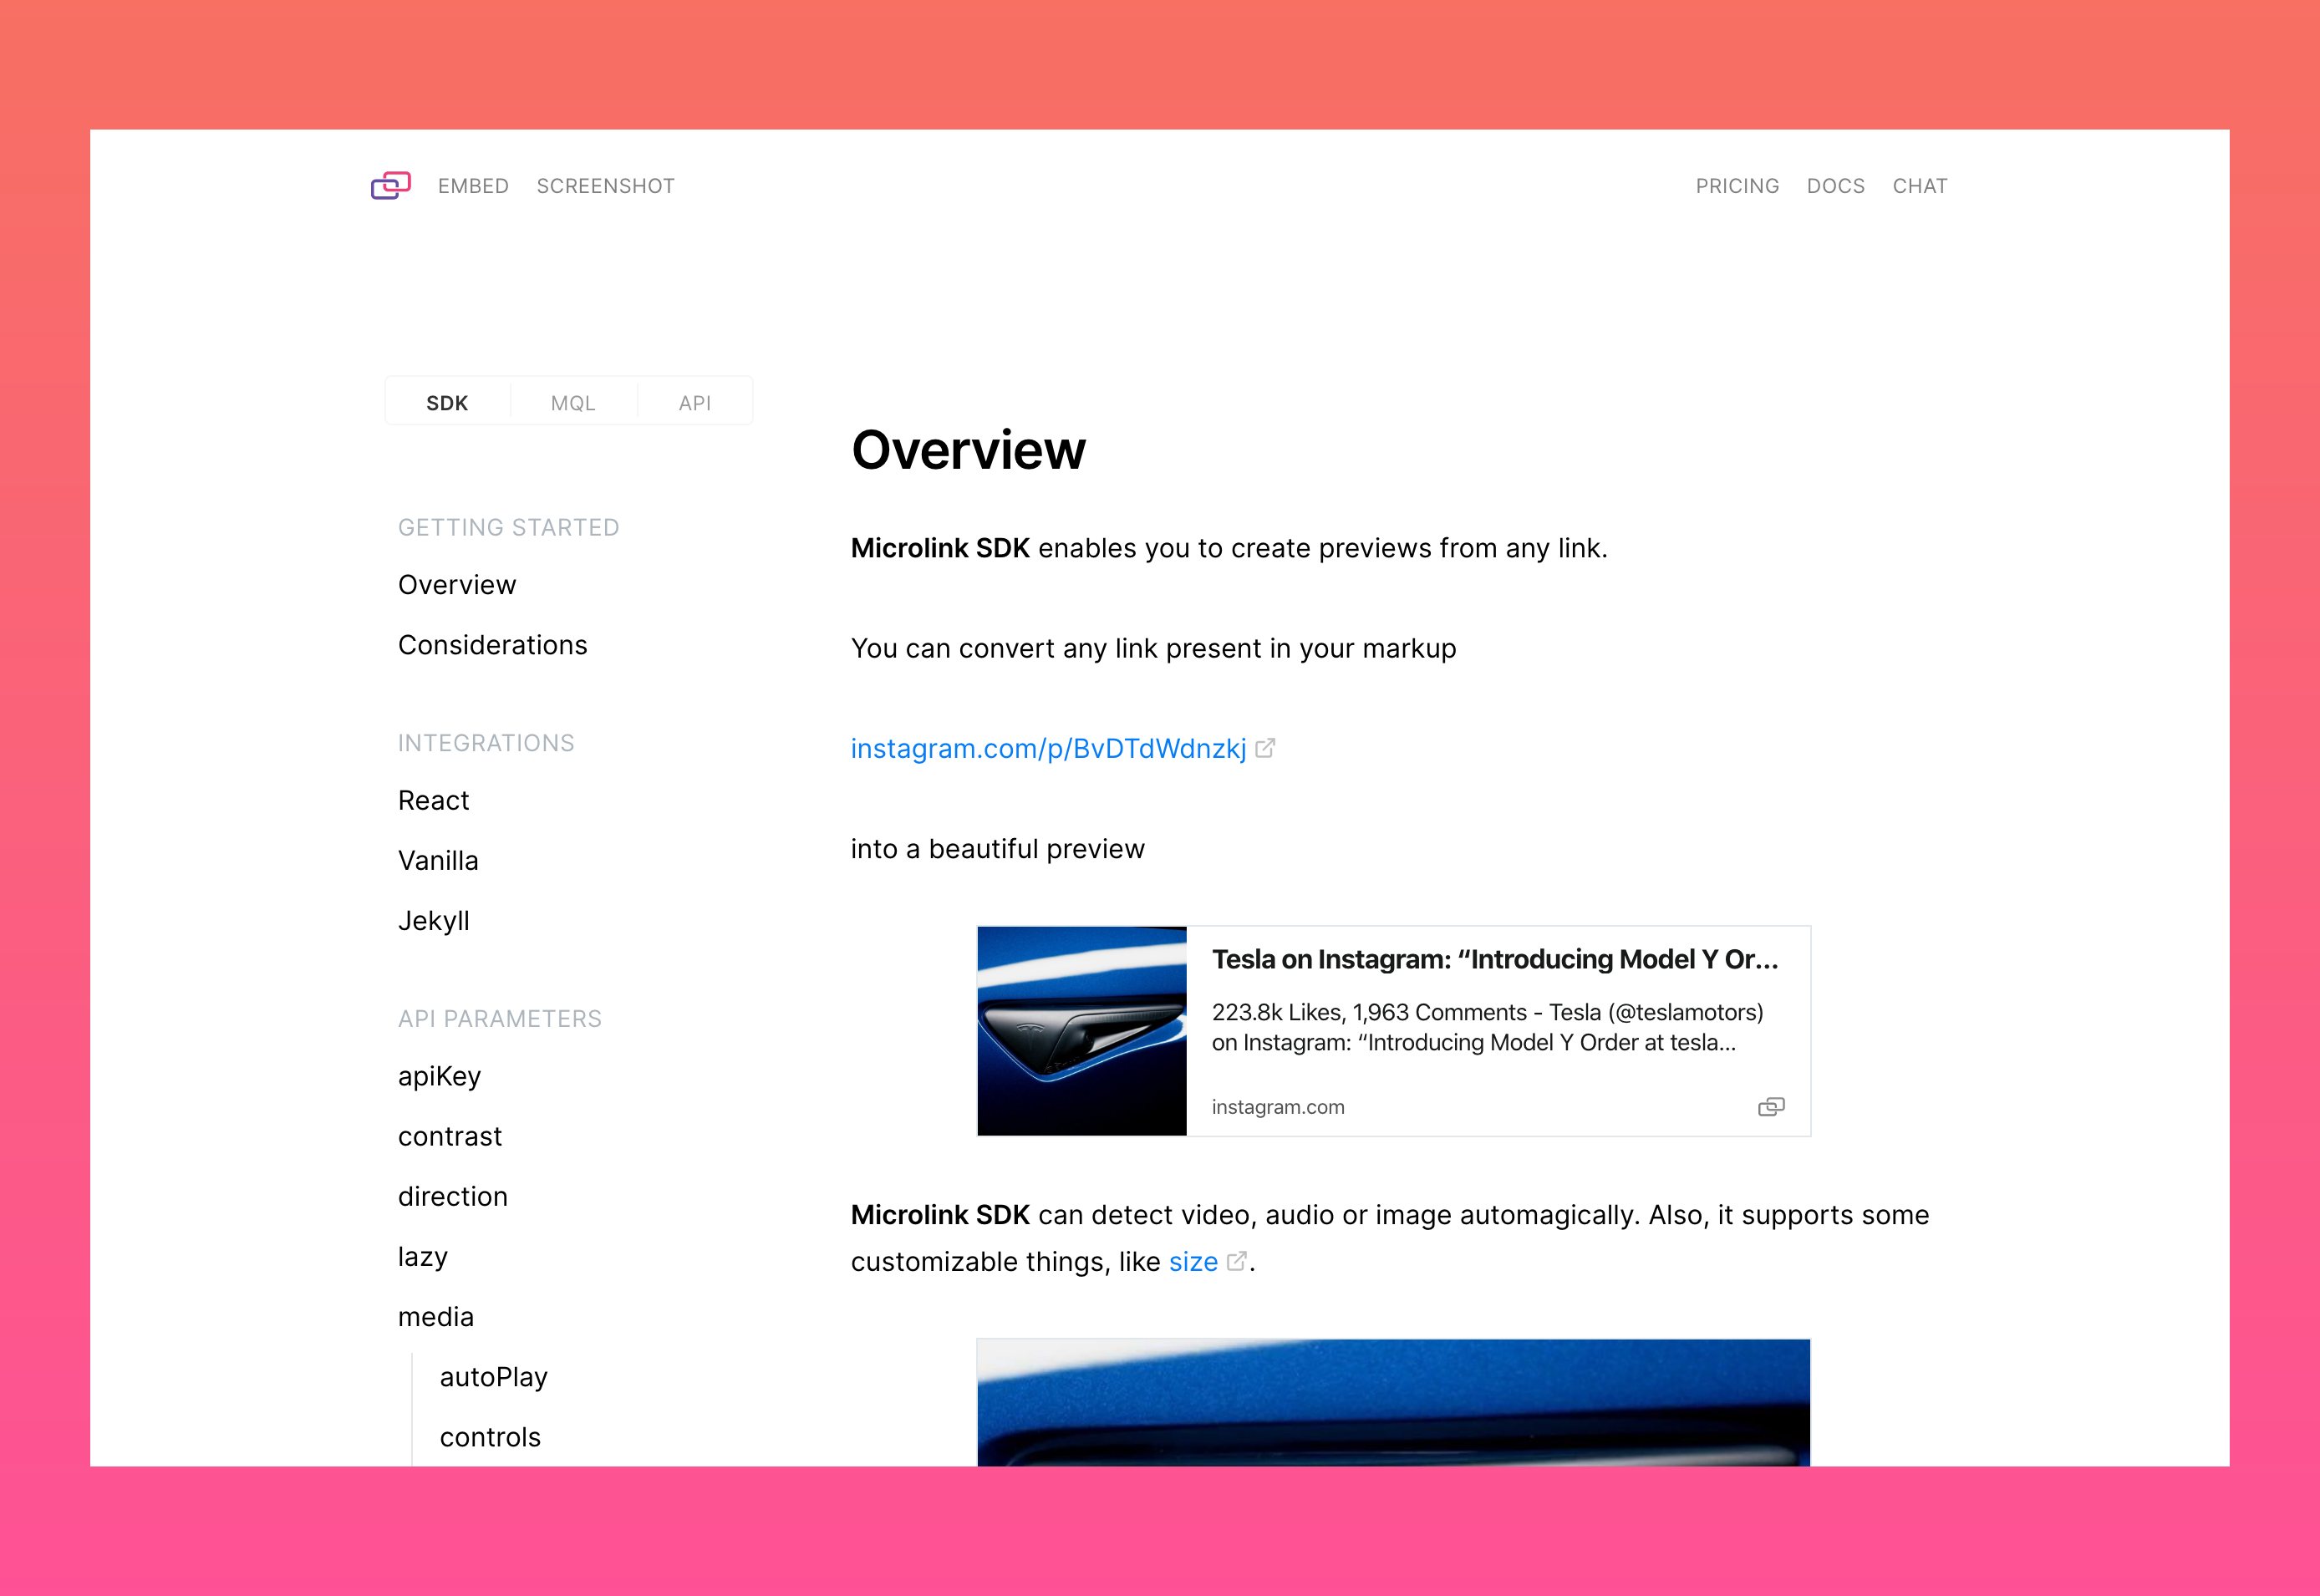 EMBED SCREENSHOT PRICING DOCS CHAT
SDK MQL API
GETTING STARTED
Overview
Considerations
INTEGRATIONS
React
Vanilla
Jekyll
API PARAMETERS
apiKey
contrast
direction
lazy
media
autoPlay
controls
Overview
Microlink SDK enables you to create previews from any link.
You can convert any link present in your markup
instagram.com/p/BvDTdWdnzkj
into a beautiful preview
Tesla on Instagram: “Introducing Model Y Or...
223.8k Likes, 1,963 Comments - Tesla (@teslamotors)
on Instagram: “Introducing Model Y Order at tesla...
instagram.com
Microlink SDK can detect video, audio or image automagically. Also, it supports some
customizable things, like size .